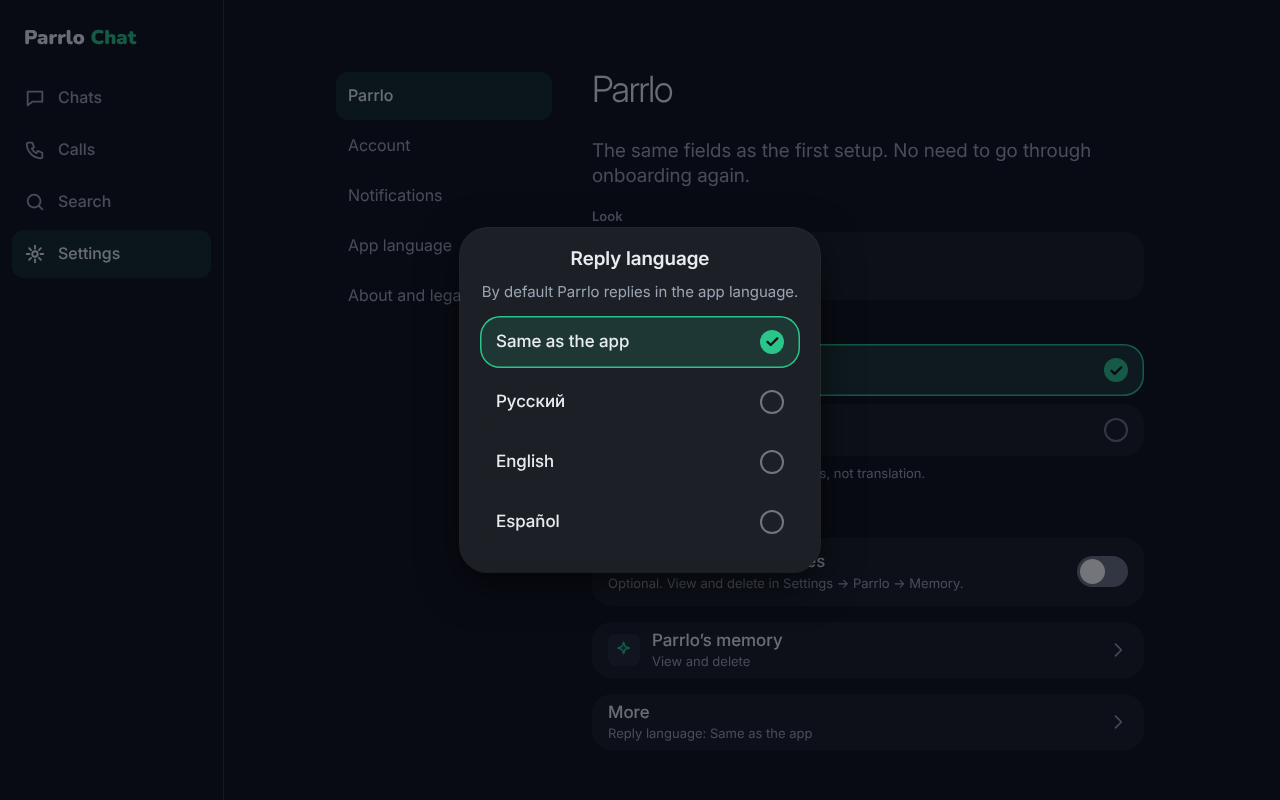 Parrlo Chat
Chats
Calls
Search
Settings
Parrlo
Account
Notifications
App language
About and lega
Parrlo
The same fields as the first setup. No need to go through
onboarding again.
Look
Reply language
By default Parrlo replies in the app language.
Same as the app
Русский
English
Español
not translation.
Optional. View and delete in Settings → Parrlo → Memory.
Parrlo’s memory
View and delete
More
Reply language: Same as the app